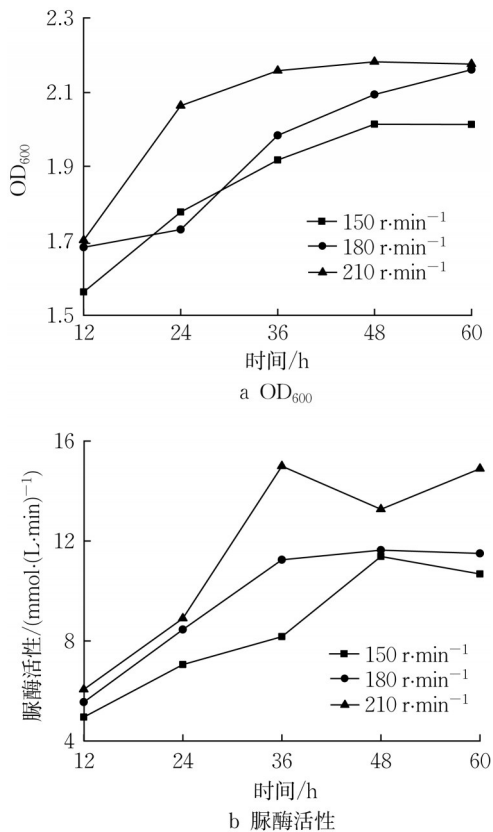 2.3
2.1
1.9
1.7
1.5
OD₆₀₀
150 r·min⁻¹
180 r·min⁻¹
210 r·min⁻¹
12 24 36 48 60
时间/h
a OD₆₀₀
16
12
8
4
脲酶活性/(mmol·(L·min)⁻¹)
150 r·min⁻¹
180 r·min⁻¹
210 r·min⁻¹
12 24 36 48 60
时间/h
b 脲酶活性